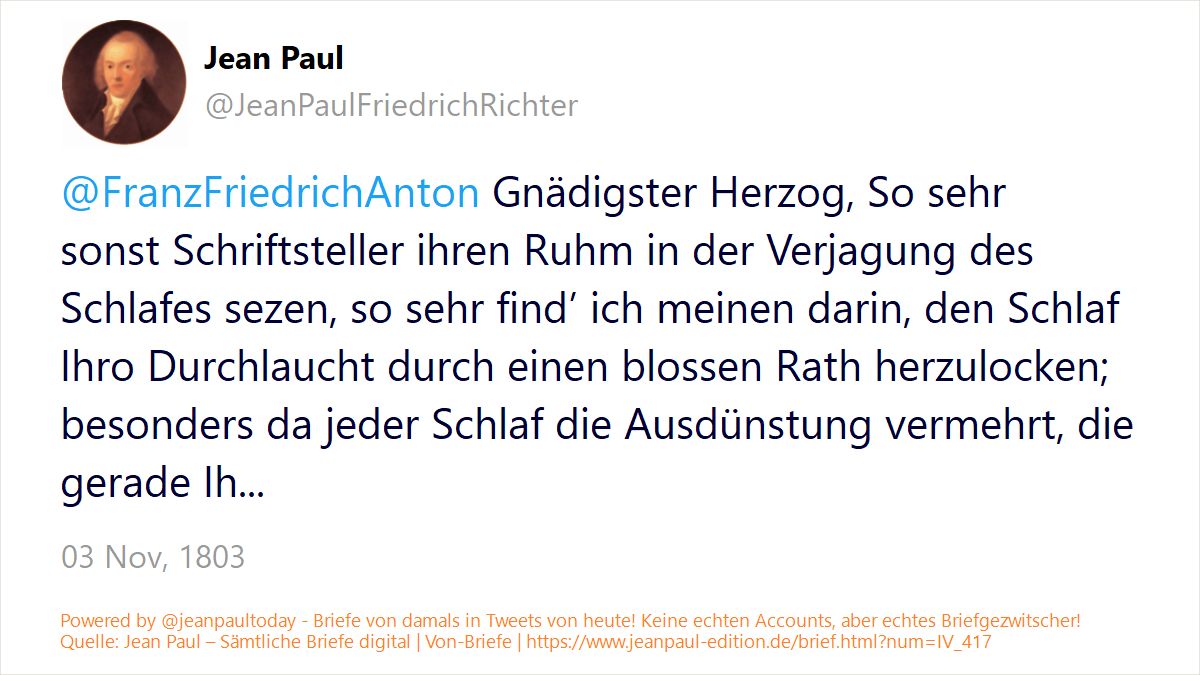 Jean Paul
@JeanPaulFriedrichRichter
@FranzFriedrichAnton Gnädigster Herzog, So sehr
sonst Schriftsteller ihren Ruhm in der Verjagung des
Schlafes sezen, so sehr find’ ich meinen darin, den Schlaf
Ihro Durchlaucht durch einen blossen Rath herzulocken;
besonders da jeder Schlaf die Ausdünstung vermehrt, die
gerade Ih...
03 Nov, 1803
Powered by @jeanpaultoday - Briefe von damals in Tweets von heute! Keine echten Accounts, aber echtes Briefgezwitscher!
Quelle: Jean Paul – Sämtliche Briefe digital | Von-Briefe | https://www.jeanpaul-edition.de/brief.html?num=IV_417